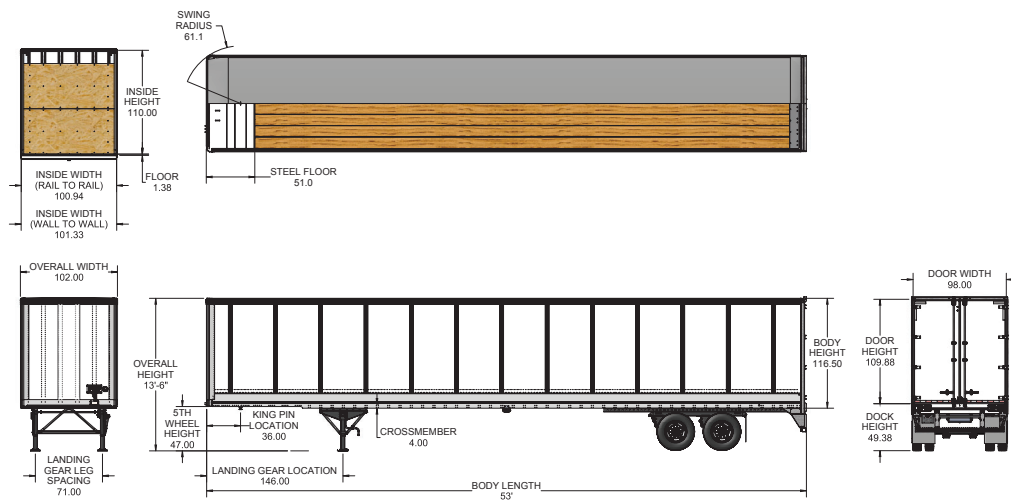 SWING
RADIUS
61.1
INSIDE
HEIGHT
110.00
FLOOR
1.38
STEEL FLOOR
51.0
INSIDE WIDTH
(RAIL TO RAIL)
100.94
INSIDE WIDTH
(WALL TO WALL)
101.33
OVERALL WIDTH
102.00
OVERALL
HEIGHT
13'-6"
5TH
WHEEL
HEIGHT
47.00
KING PIN
LOCATION
36.00
CROSSMEMBER
4.00
BODY
HEIGHT
116.50
DOOR WIDTH
98.00
DOOR
HEIGHT
109.88
DOCK
HEIGHT
49.38
LANDING
GEAR LEG
SPACING
71.00
LANDING GEAR LOCATION
146.00
BODY LENGTH
53'